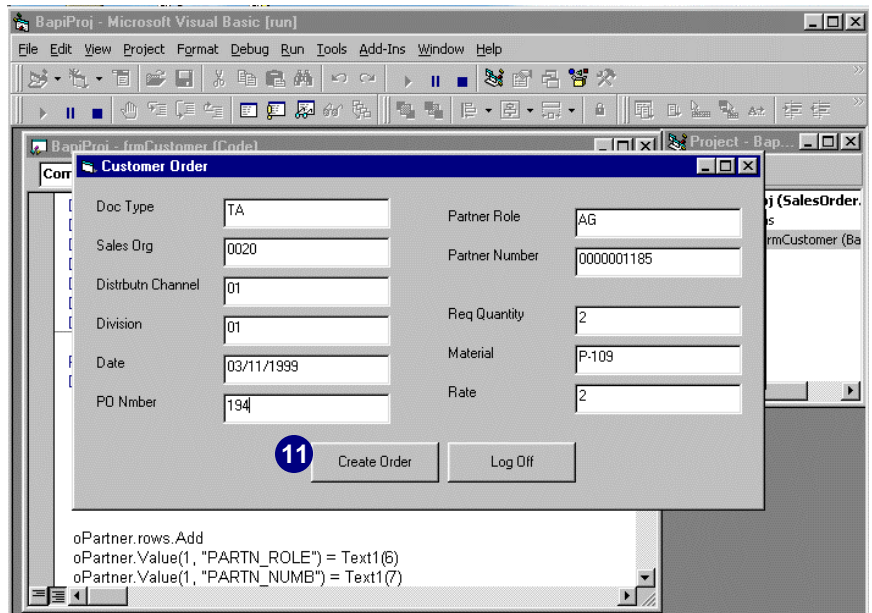 BapiProj - Microsoft Visual Basic [run]
File Edit View Project Format Debug Run Tools Add-Ins Window Help
BapiProj - frmCustomer (Code)
Project - Bap...
Customer Order
j (SalesOrder.
rmCustomer (Ba
Doc Type TA
Sales Org 0020
Distrbutn Channel 01
Division 01
Date 03/11/1999
PO Nmber 194
Partner Role AG
Partner Number 0000001185
Req Quantity 2
Material P-109
Rate 2
11
Create Order
Log Off
oPartner.rows.Add
oPartner.Value(1, "PARTN_ROLE") = Text1(6)
oPartner.Value(1, "PARTN_NUMB") = Text1(7)